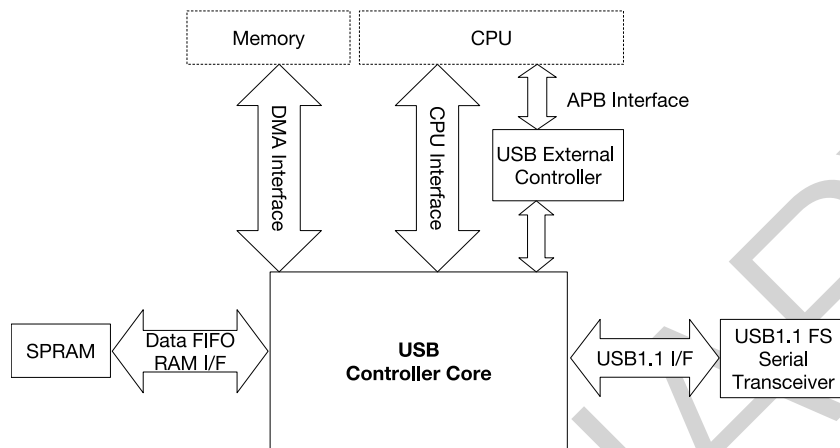 Memory
CPU
DMA Interface
CPU Interface
APB Interface
USB External
Controller
SPRAM
Data FIFO
RAM I/F
USB
Controller Core
USB1.1 I/F
USB1.1 FS
Serial
Transceiver